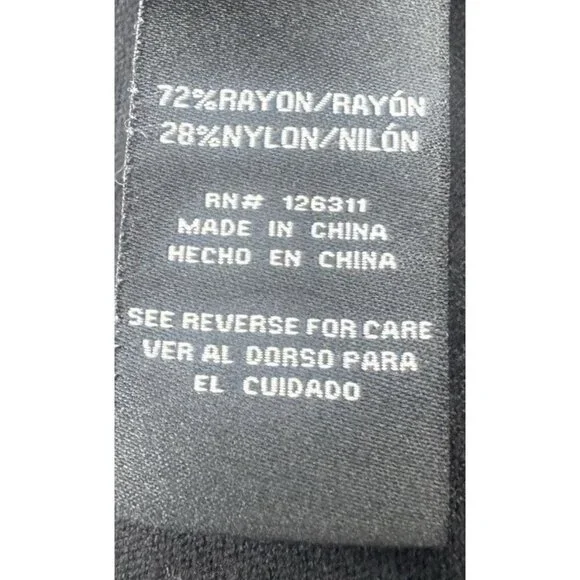 72%RAYON/RAYÓN
28%NYLON/NILÓN
RN# 126311
MADE IN CHINA
HECHO EN CHINA
SEE REVERSE FOR CARE
VER AL DORSO PARA
EL CUIDADO